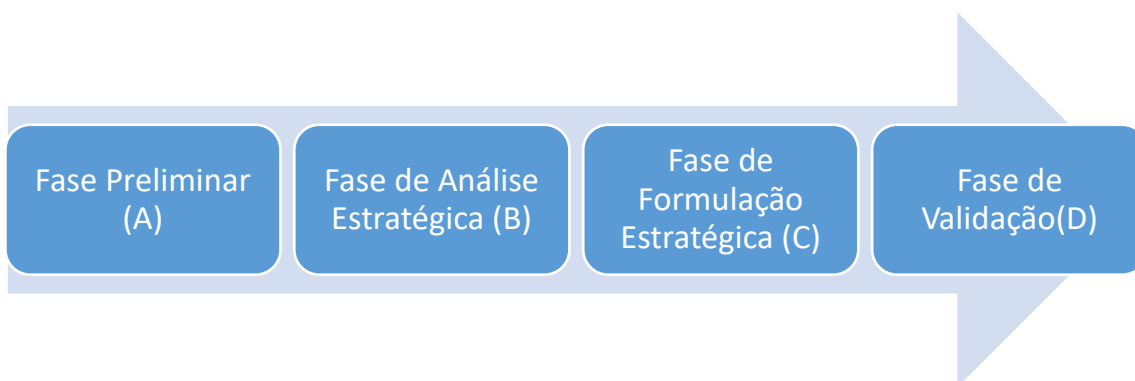 Fase Preliminar
(A)
Fase de Análise
Estratégica (B)
Fase de
Formulação
Estratégica (C)
Fase de
Validação(D)